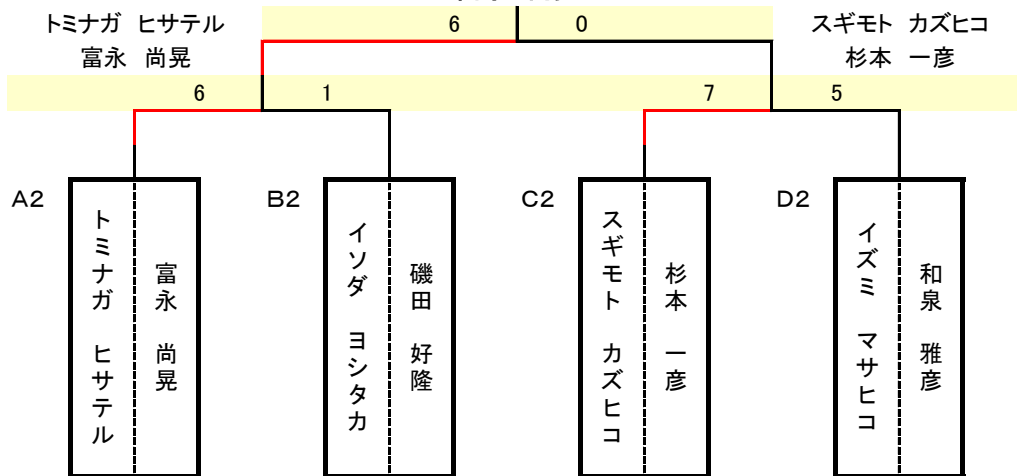 トミナガ ヒサテル
富永 尚晃
6 0
スギモト カズヒコ
杉本 一彦
6 1
7 5
A2
トミナガ ヒサテル
富永 尚晃
B2
イソダ ヨシタカ
磯田 好隆
C2
スギモト カズヒコ
杉本 一彦
D2
イズミ マサヒコ
和泉 雅彦